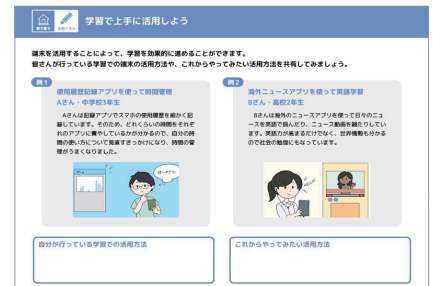 学習で上手に活用しよう
端末を活用することによって、学習を効果的に進めることができます。
皆さんが行っている学習での端末の活用方法や、これからやってみたい活用方法を共有してみましょう。
例1
使用履歴記録アプリを使って時間管理
Aさん・中学校3年生
Aさんは記録アプリでスマホの使用履歴を細かく記
録しています。そのため、どれくらいの時間をそれぞ
れのアプリに費やしているかが分かるので、自分の時
間の使い方について見直すきっかけになり、時間の管
理がうまくなりました。
例2
海外ニュースアプリを使って英語学習
Bさん・高校2年生
Bさんは海外のニュースアプリを使って日々のニュ
ースを英語で読んだり、ニュース動画を観たりしてい
ます。英語力が高まるだけでなく、世界情勢も分かる
ので社会の勉強にもなっています。
自分が行っている学習での活用方法
これからやってみたい活用方法